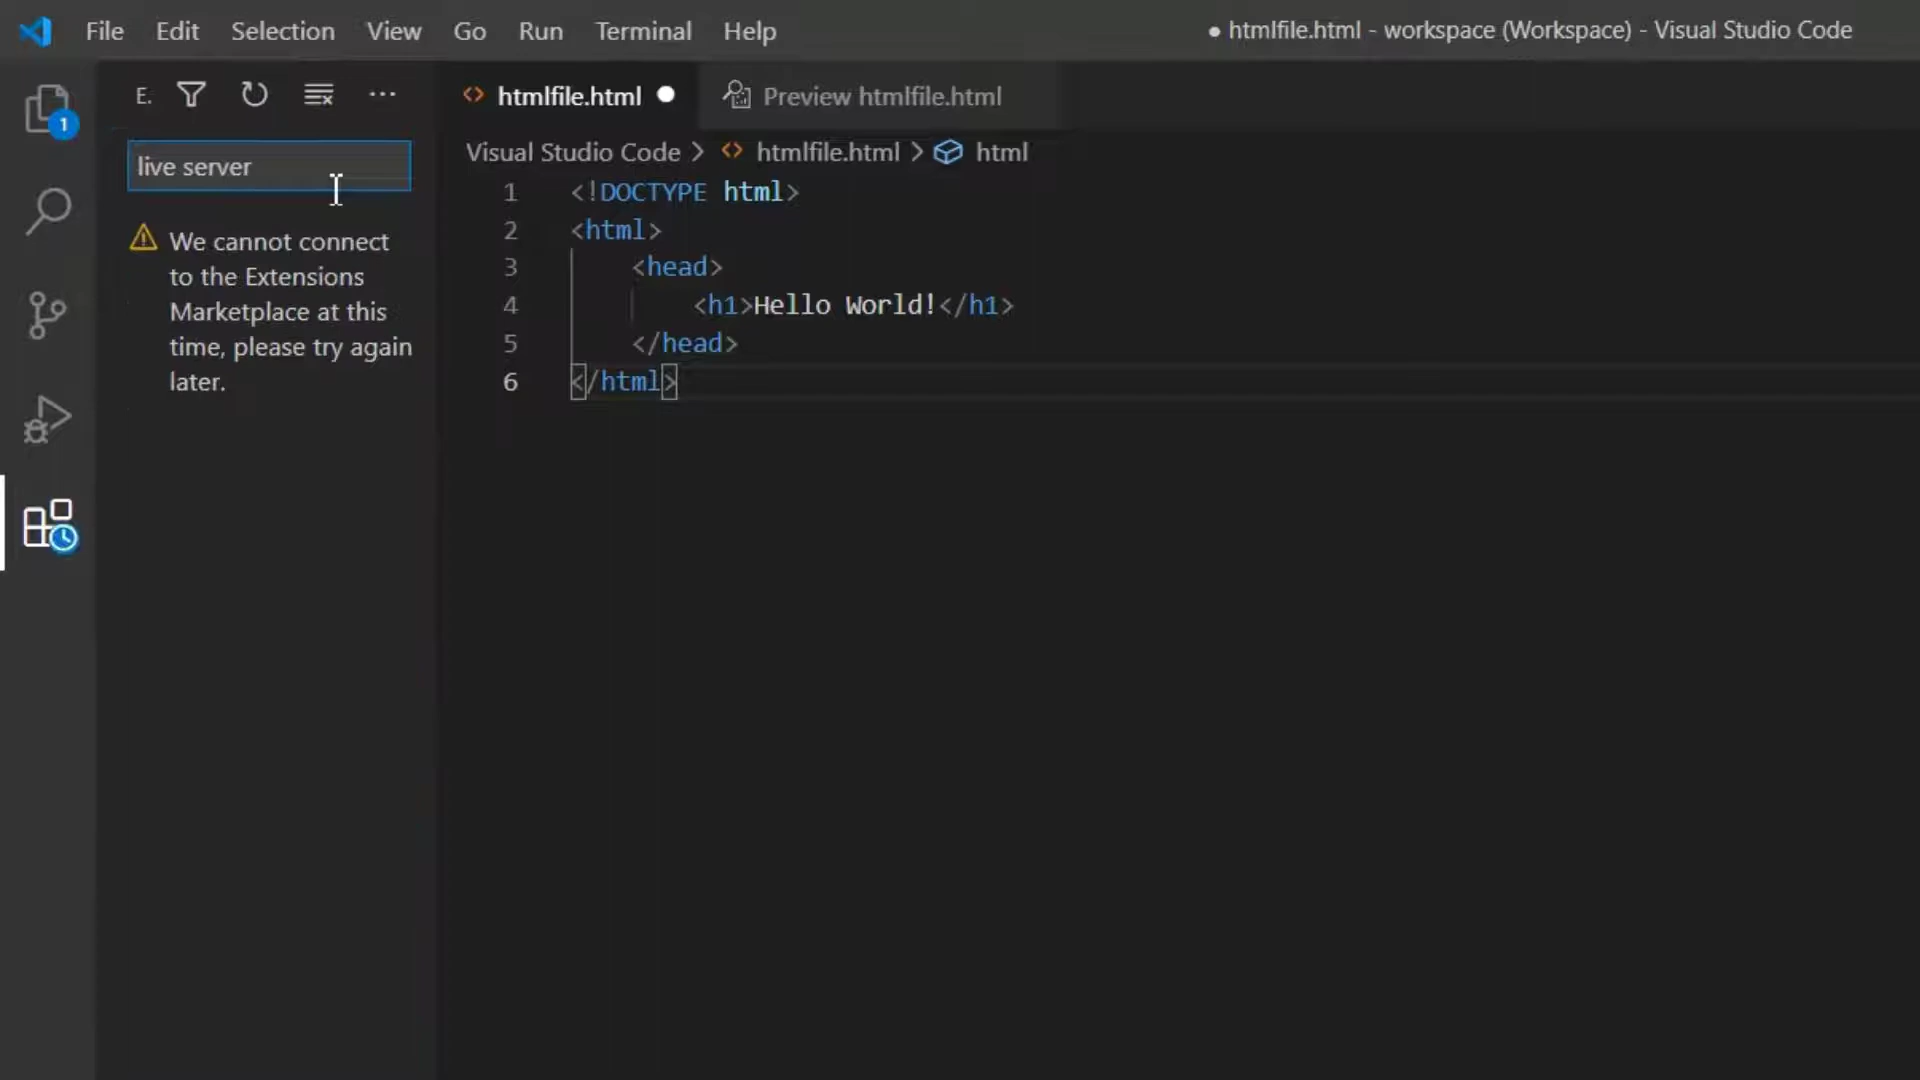 File Edit Selection View Go Run Terminal Help
● htmlfile.html - workspace (Workspace) - Visual Studio Code
E.
htmlfile.html ●
Preview htmlfile.html
1
live server
We cannot connect
to the Extensions
Marketplace at this
time, please try again
later.
Visual Studio Code > htmlfile.html > html
1 <!DOCTYPE html>
2 <html>
3 <head>
4 <h1>Hello World!</h1>
5 </head>
6 </html>